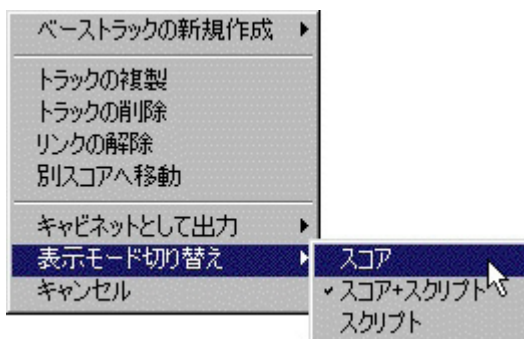 ベーストラックの新規作成
トラックの複製
トラックの削除
リンクの解除
別スコアへ移動
キャビネットとして出力
表示モード切り替え
キャンセル
スコア
スコア+スクリプト
スクリプト